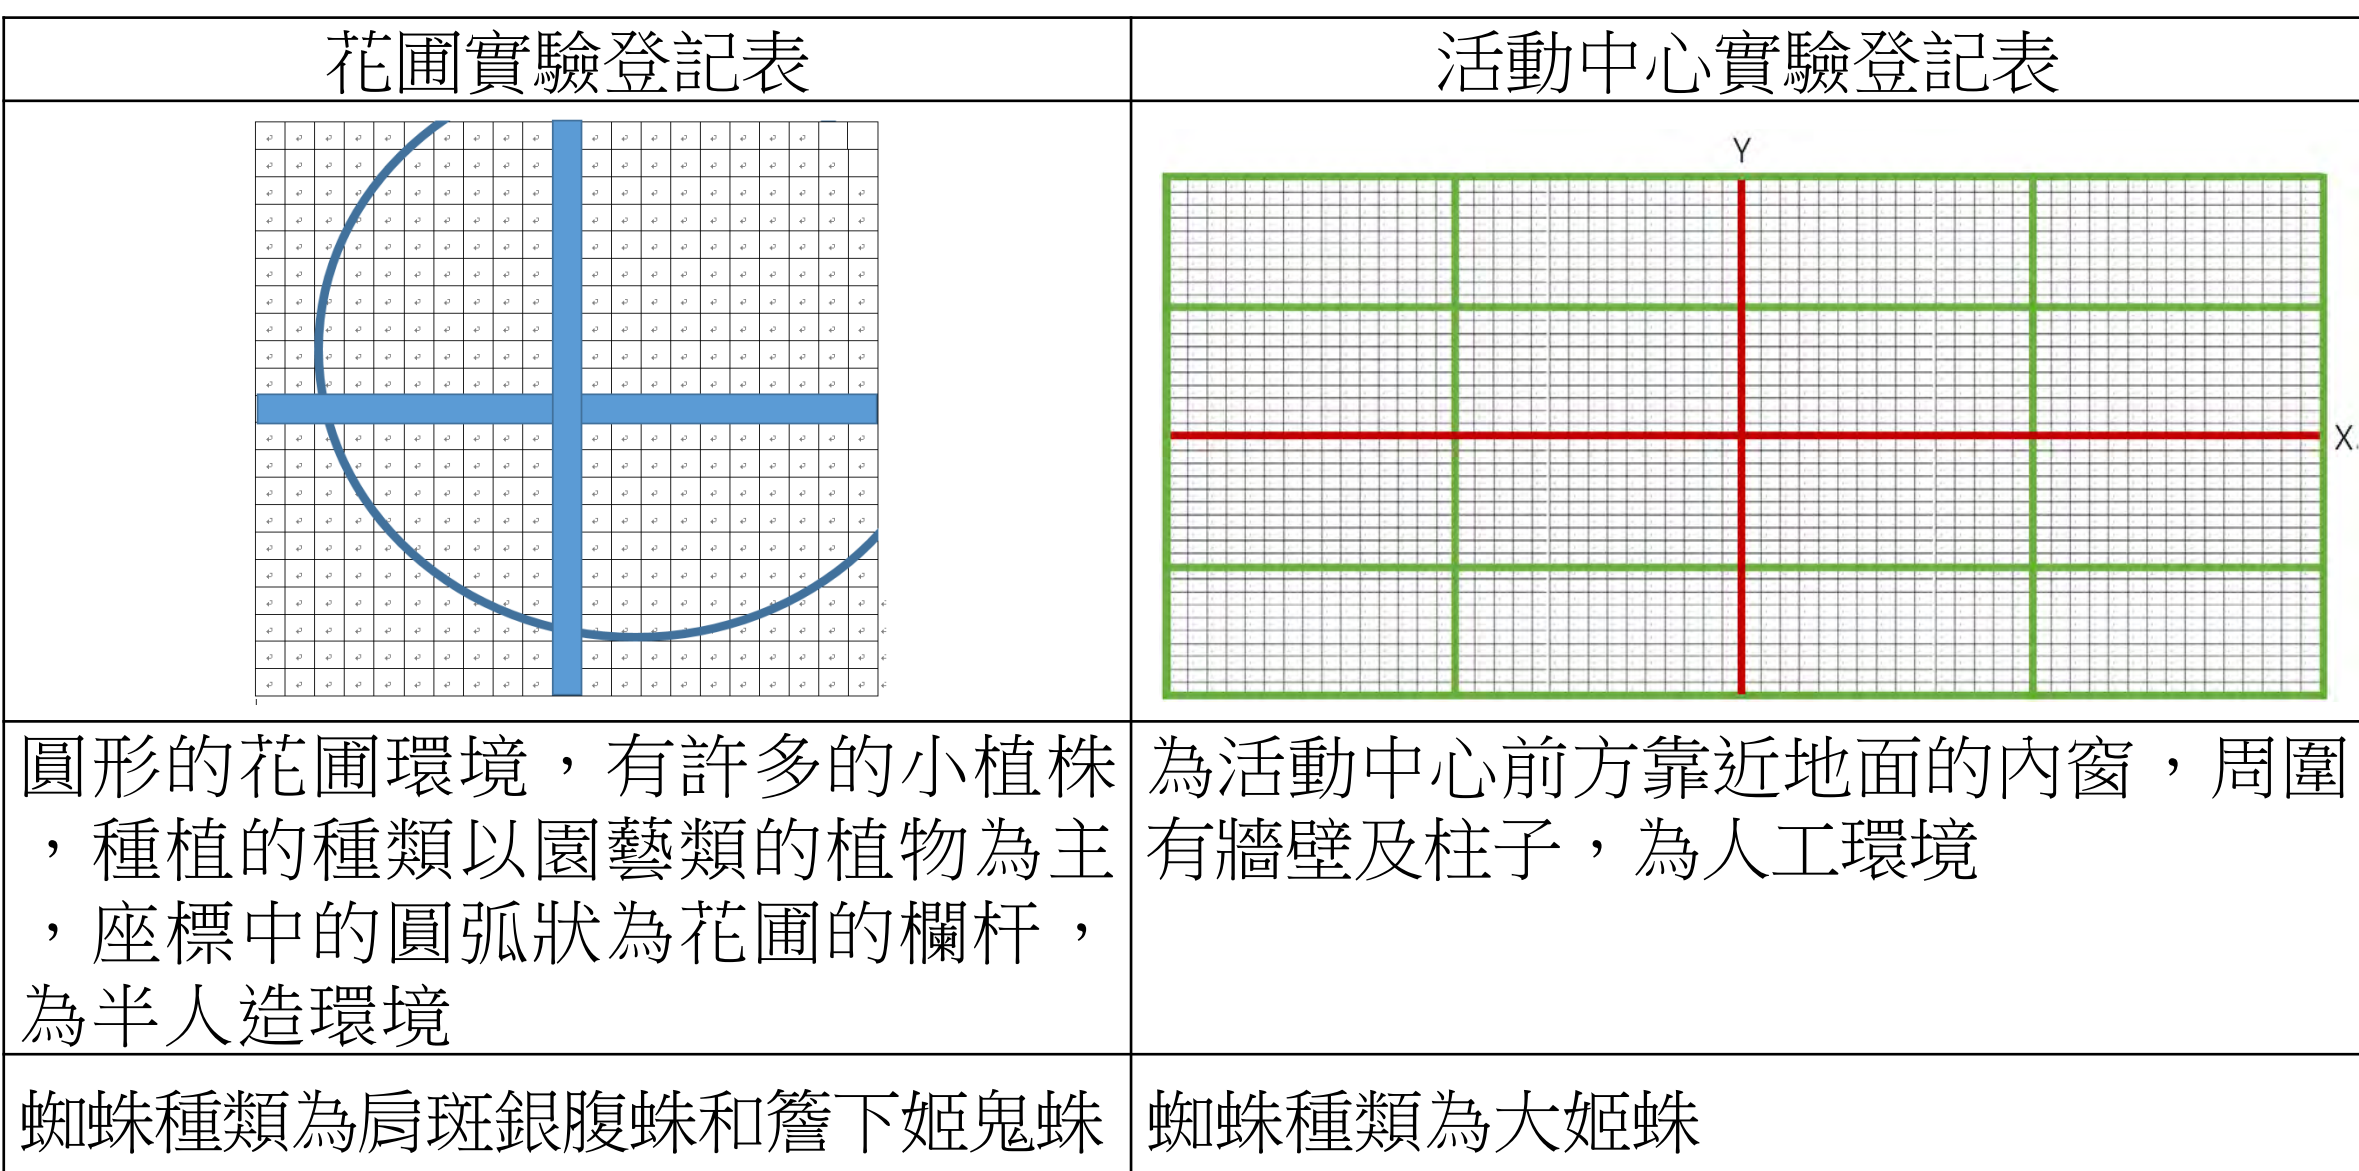 花圃實驗登記表
活動中心實驗登記表
Y
X
圓形的花圃環境，有許多的小植株
，種植的種類以園藝類的植物為主
，座標中的圓弧狀為花圃的欄杆，
為半人造環境
為活動中心前方靠近地面的內窗，周圍
有牆壁及柱子，為人工環境
蜘蛛種類為肩斑銀腹蛛和簷下姬鬼蛛
蜘蛛種類為大姬蛛